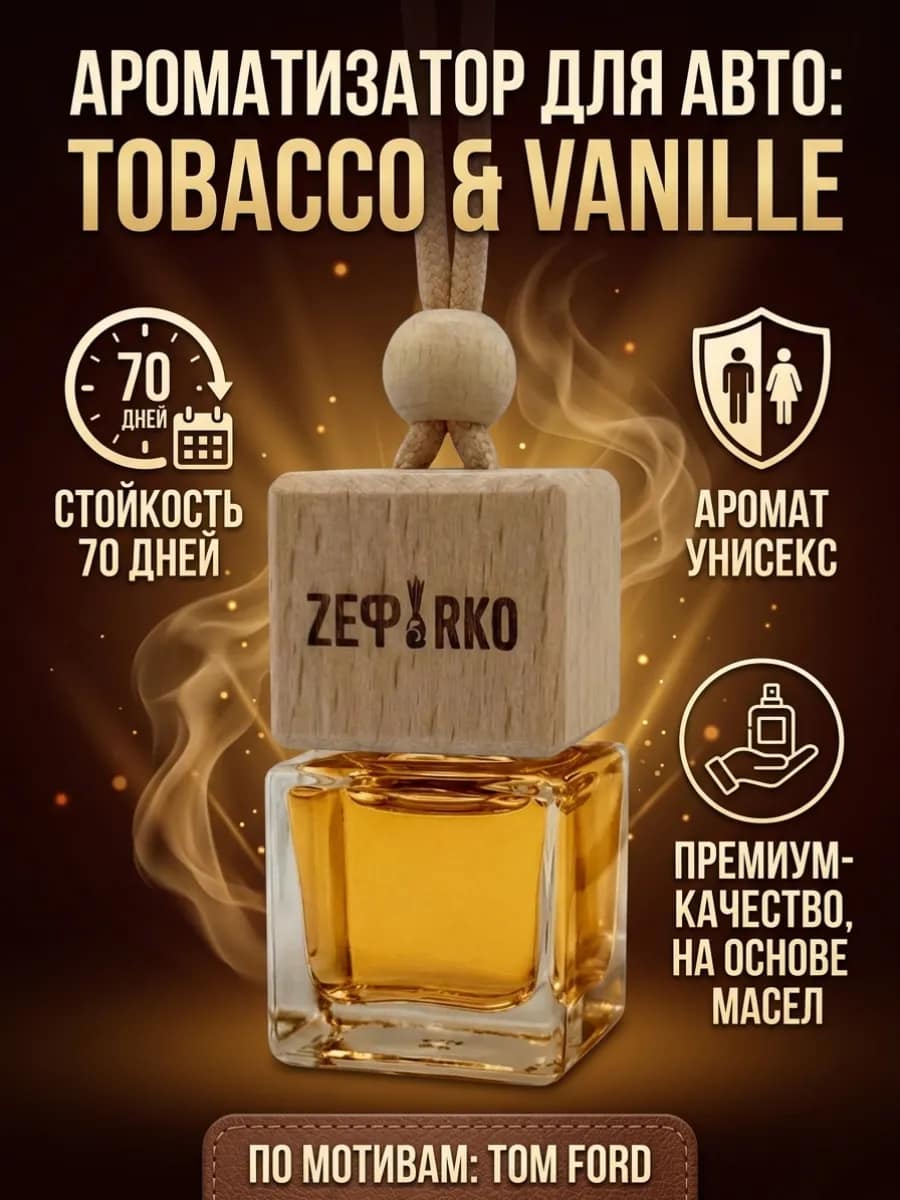 АРОМАТИЗАТОР ДЛЯ АВТО:
TOBACCO & VANILLE
70
ДНЕЙ
СТОЙКОСТЬ
70 ДНЕЙ
АРОМАТ
УНИСЕКС
ZEФIRKO
ПРЕМИУМ-
КАЧЕСТВО,
НА ОСНОВЕ
МАСЕЛ
ПО МОТИВАМ: TOM FORD